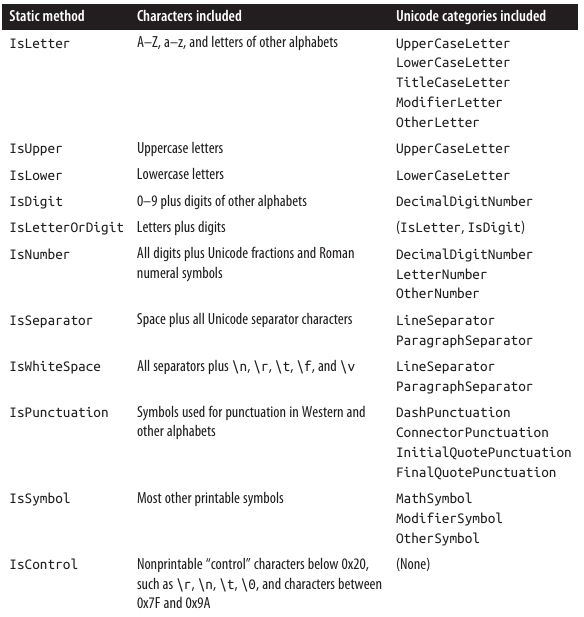 Static method Characters included Unicode categories included
IsLetter A–Z, a–z, and letters of other alphabets UpperCaseLetter
LowerCaseLetter
TitleCaseLetter
ModifierLetter
OtherLetter
IsUpper Uppercase letters UpperCaseLetter
IsLower Lowercase letters LowerCaseLetter
IsDigit 0–9 plus digits of other alphabets DecimalDigitNumber
IsLetterOrDigit Letters plus digits (IsLetter, IsDigit)
IsNumber All digits plus Unicode fractions and Roman DecimalDigitNumber
numeral symbols LetterNumber
OtherNumber
IsSeparator Space plus all Unicode separator characters LineSeparator
ParagraphSeparator
IsWhiteSpace All separators plus \n, \r, \t, \f, and \v LineSeparator
ParagraphSeparator
IsPunctuation Symbols used for punctuation in Western and DashPunctuation
other alphabets ConnectorPunctuation
InitialQuotePunctuation
FinalQuotePunctuation
IsSymbol Most other printable symbols MathSymbol
ModifierSymbol
OtherSymbol
IsControl Nonprintable “control” characters below 0x20, (None)
such as \r, \n, \t, \0, and characters between
0x7F and 0x9A